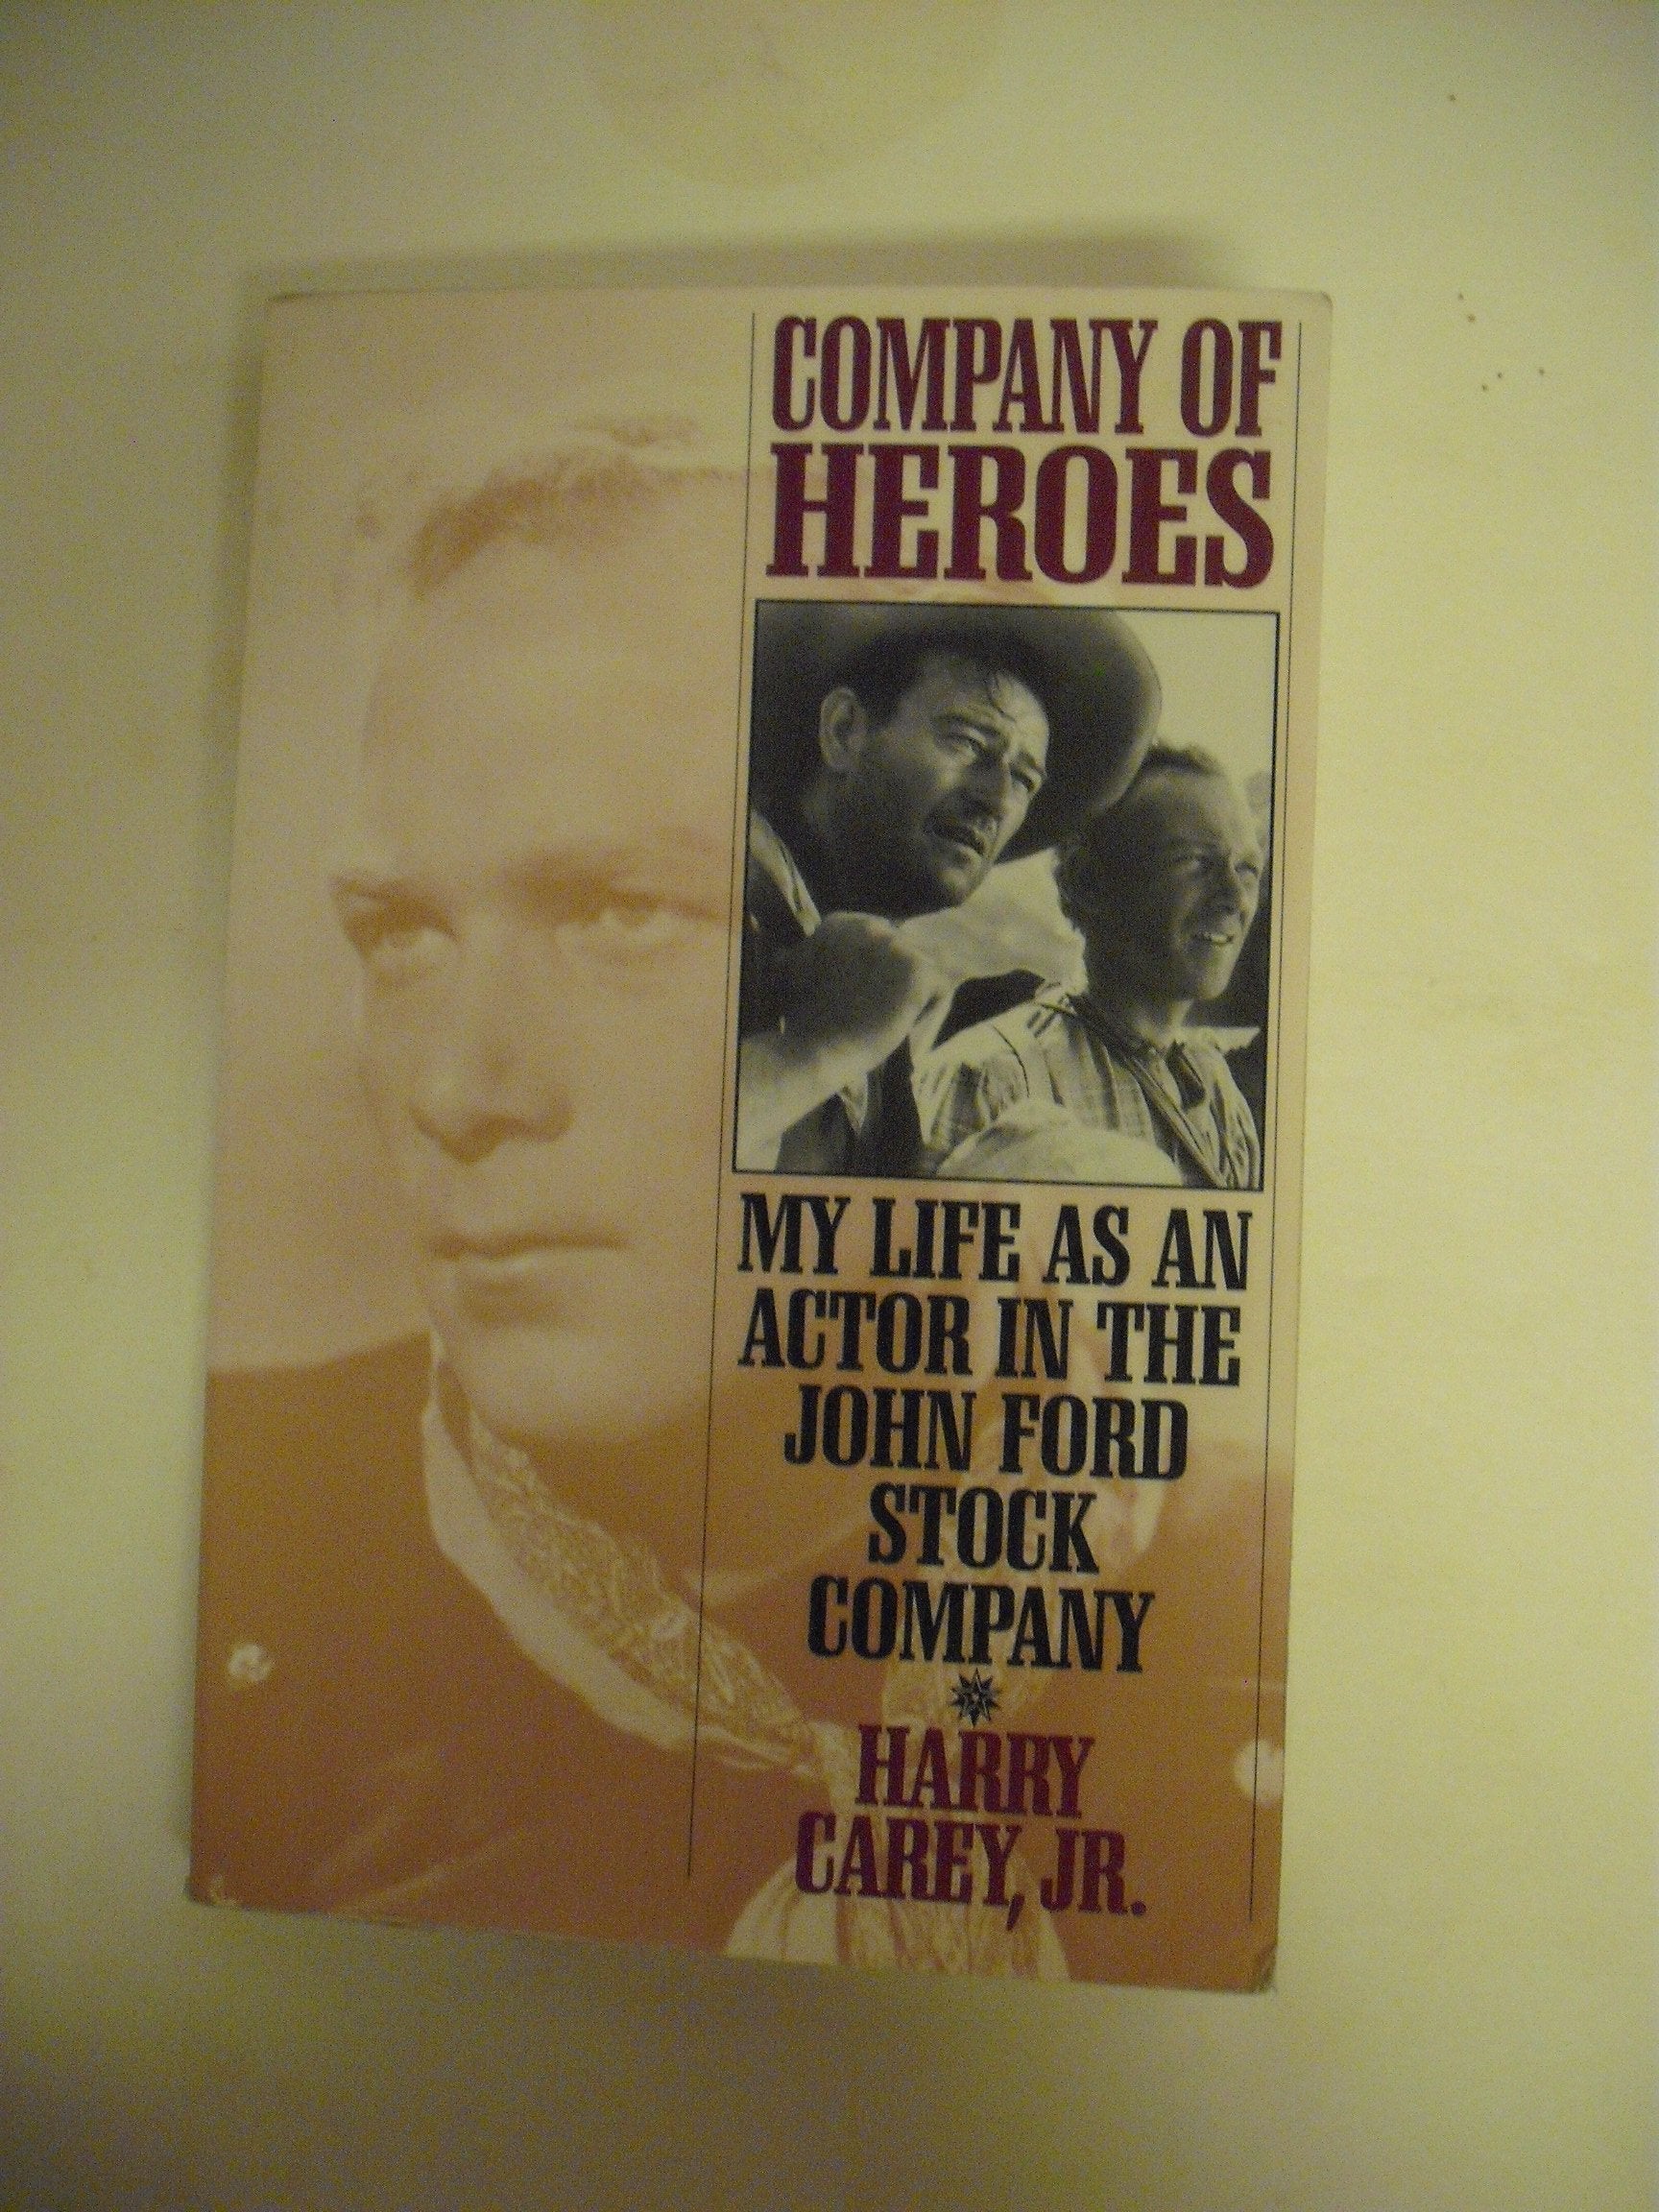 COMPANY OF
HEROES
MY LIFE AS AN
ACTOR IN THE
JOHN FORD
STOCK
COMPANY
HARRY
CAREY, JR.